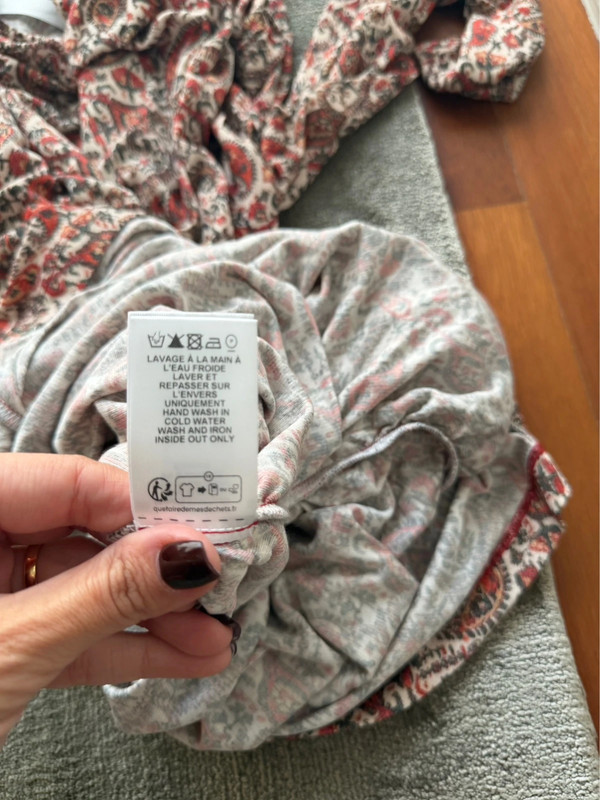 LAVAGE À LA MAIN À
L'EAU FROIDE
LAVER ET
REPASSER SUR
L'ENVERS
UNIQUEMENT
HAND WASH IN
COLD WATER
WASH AND IRON
INSIDE OUT ONLY
quefairedemesdechets.fr